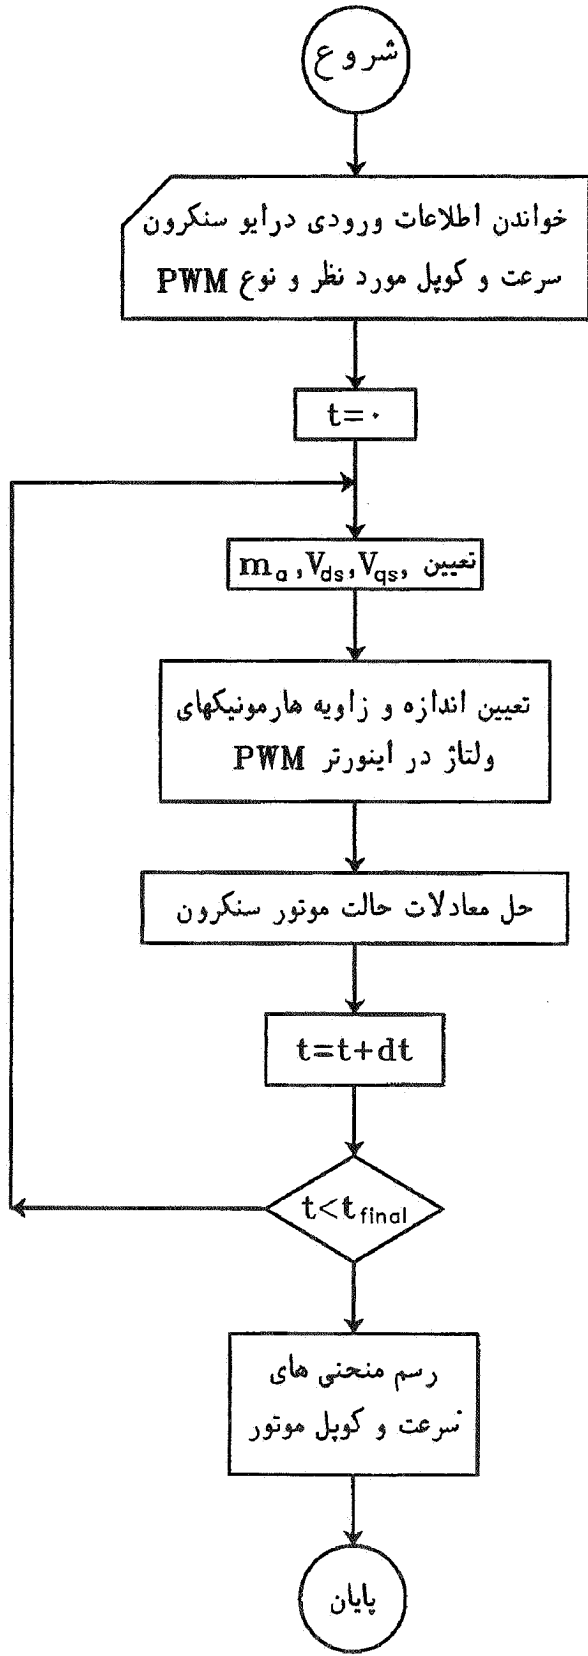 شروع
خواندن اطلاعات ورودی درایو سنکرون
سرعت و کوپل مورد نظر و نوع PWM
t=۰
تعیین m_a, V_ds, V_qs,
تعیین اندازه و زاویه هارمونیکهای
ولتاژ در اینورتر PWM
حل معادلات حالت موتور سنکرون
t=t+dt
t<t_final
رسم منحنی های
سرعت و کوپل موتور
پایان